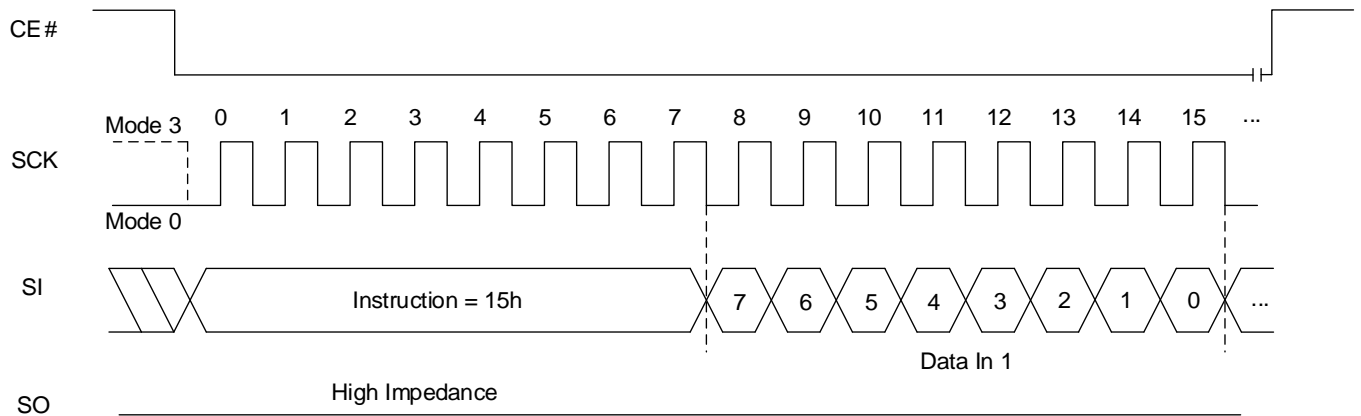 CE#
Mode 3 0 1 2 3 4 5 6 7 8 9 10 11 12 13 14 15 ...
SCK
Mode 0
SI Instruction = 15h 7 6 5 4 3 2 1 0 ...
Data In 1
High Impedance
SO